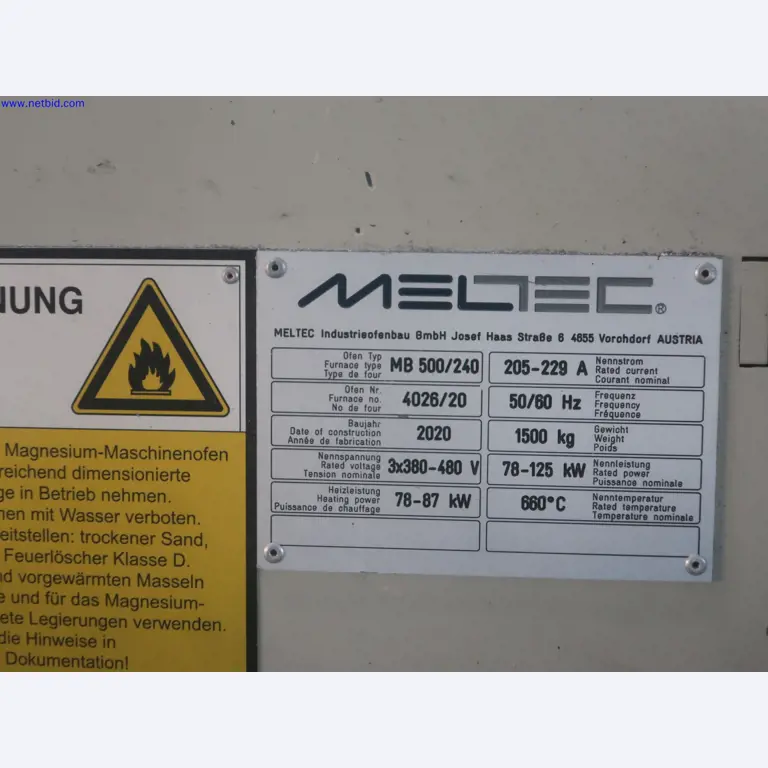 www.netbid.com
NUNG
Magnesium-Maschinenofen
reichend dimensionierte
ge in Betrieb nehmen.
hen mit Wasser verboten.
eitstellen: trockener Sand,
Feuerlöscher Klasse D.
nd vorgewärmten Masseln
e und für das Magnesium-
ete Legierungen verwenden.
die Hinweise in
Dokumentation!
MELTEC®
MELTEC Industrieofenbau GmbH Josef Haas Straße 6 4655 Vorchdorf AUSTRIA
Ofen Typ
Furnace type
Type de four
MB 500/240
205-229 A
Nennstrom
Rated current
Courant nominal
Ofen Nr.
Furnace no.
No de four
4026/20
50/60 Hz
Frequenz
Frequency
Fréquence
Baujahr
Date of construction
Année de fabrication
2020
1500 kg
Gewicht
Weight
Poids
Nennspannung
Rated voltage
Tension nominale
3x380-480 V
78-125 kW
Nennleistung
Rated power
Puissance nominale
Heizleistung
Heating power
Puissance de chauffage
78-87 kW
660°C
Nenntemperatur
Rated temperature
Temperature nominale